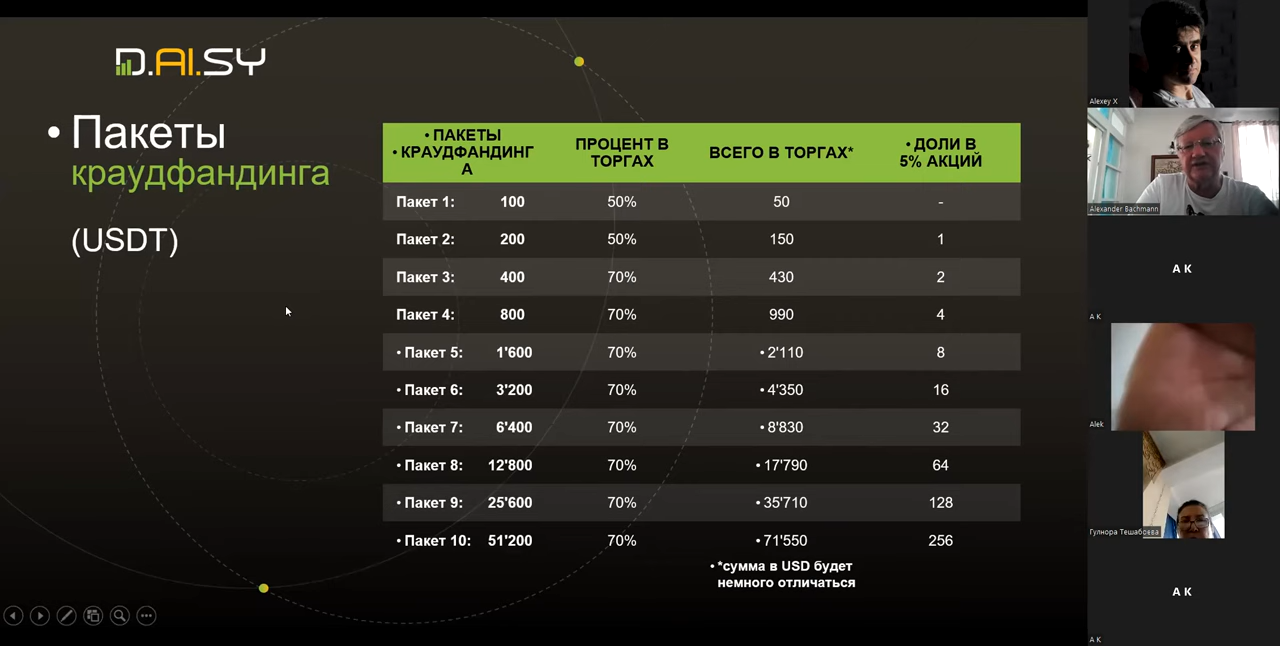 D.AI.SY
• Пакеты
краудфандинга
(USDT)
• ПАКЕТЫ
• КРАУДФАНДИНГ
А
ПРОЦЕНТ В
ТОРГАХ
ВСЕГО В ТОРГАХ*
• ДОЛИ В
5% АКЦИЙ
Пакет 1: 100 50% 50 -
Пакет 2: 200 50% 150 1
Пакет 3: 400 70% 430 2
Пакет 4: 800 70% 990 4
• Пакет 5: 1'600 70% • 2'110 8
• Пакет 6: 3'200 70% • 4'350 16
• Пакет 7: 6'400 70% • 8'830 32
• Пакет 8: 12'800 70% • 17'790 64
• Пакет 9: 25'600 70% • 35'710 128
• Пакет 10: 51'200 70% • 71'550 256
• *сумма в USD будет
немного отличаться
Alexey X
Alexander Bachmann
A K
A K
Alek
Гулнора Тешабоева
A K
A K